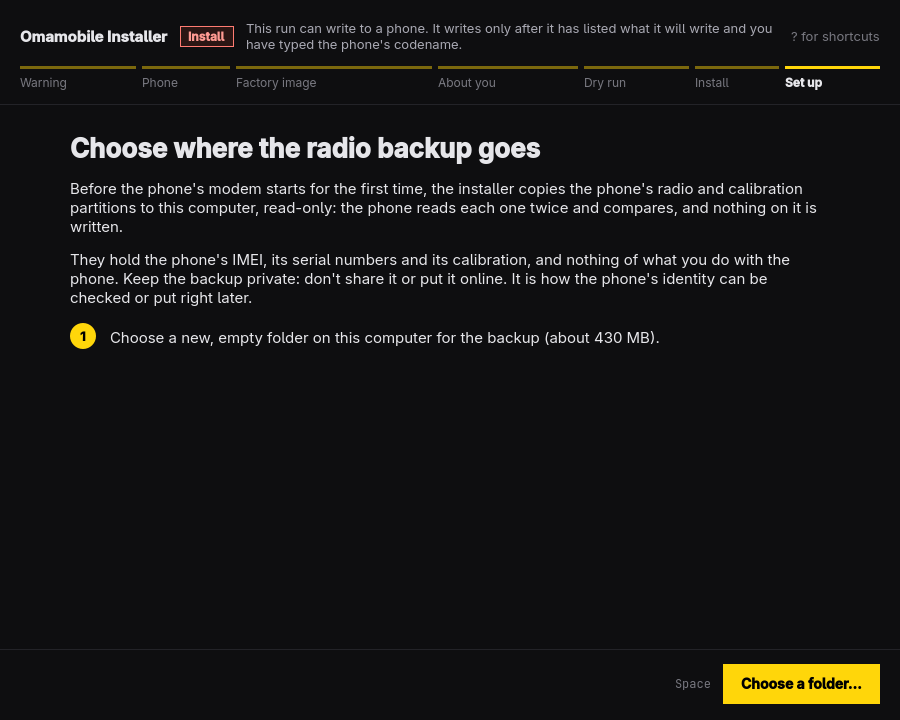 Omamobile Installer
Install
This run can write to a phone. It writes only after it has listed what it will write and you
have typed the phone's codename.
? for shortcuts
Warning
Phone
Factory image
About you
Dry run
Install
Set up
Choose where the radio backup goes
Before the phone's modem starts for the first time, the installer copies the phone's radio and calibration
partitions to this computer, read-only: the phone reads each one twice and compares, and nothing on it is
written.
They hold the phone's IMEI, its serial numbers and its calibration, and nothing of what you do with the
phone. Keep the backup private: don't share it or put it online. It is how the phone's identity can be
checked or put right later.
1 Choose a new, empty folder on this computer for the backup (about 430 MB).
Space
Choose a folder...